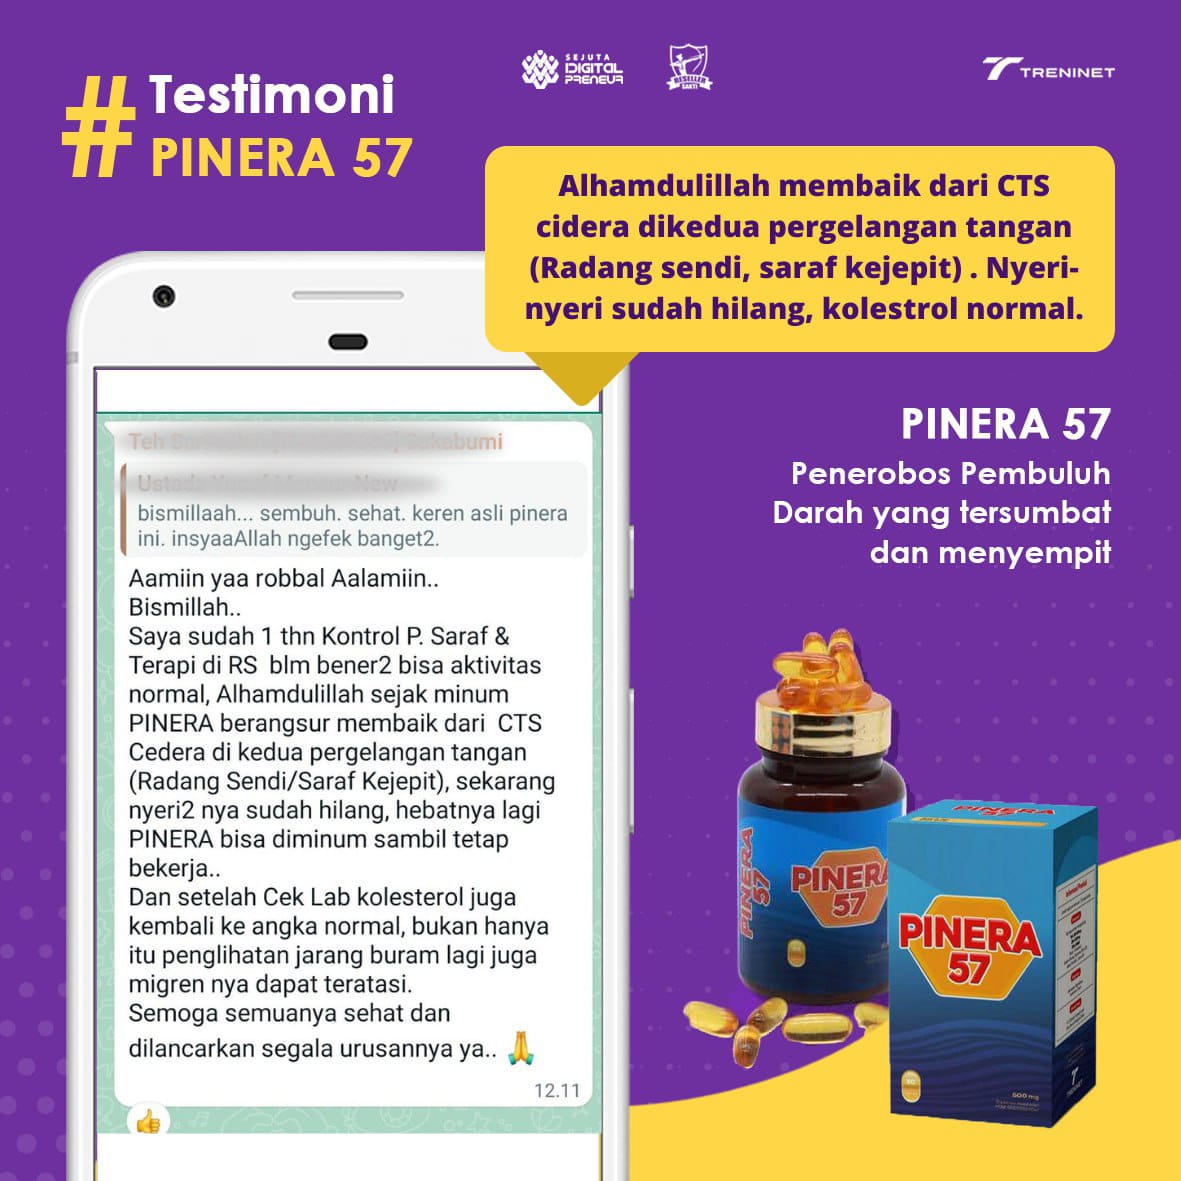 # Testimoni
PINERA 57
SEJUTA
DIGITAL
PRENEUR
RESELLER
SAKTI
TRENINET
Alhamdulillah membaik dari CTS
cidera dikedua pergelangan tangan
(Radang sendi, saraf kejepit) . Nyeri-
nyeri sudah hilang, kolestrol normal.
Teh
Sukabumi
New
bismillaah... sembuh. sehat. keren asli pinera
ini. insyaaAllah ngefek banget2.
Aamiin yaa robbal Aalamiin..
Bismillah..
Saya sudah 1 thn Kontrol P. Saraf &
Terapi di RS blm bener2 bisa aktivitas
normal, Alhamdulillah sejak minum
PINERA berangsur membaik dari CTS
Cedera di kedua pergelangan tangan
(Radang Sendi/Saraf Kejepit), sekarang
nyeri2 nya sudah hilang, hebatnya lagi
PINERA bisa diminum sambil tetap
bekerja..
Dan setelah Cek Lab kolesterol juga
kembali ke angka normal, bukan hanya
itu penglihatan jarang buram lagi juga
migren nya dapat teratasi.
Semoga semuanya sehat dan
dilancarkan segala urusannya ya.. 🙏
12.11
👍
PINERA 57
Penerobos Pembuluh
Darah yang tersumbat
dan menyempit
PINERA
57
PINERA
57
PINERA
57
PINERA
57
500 mg